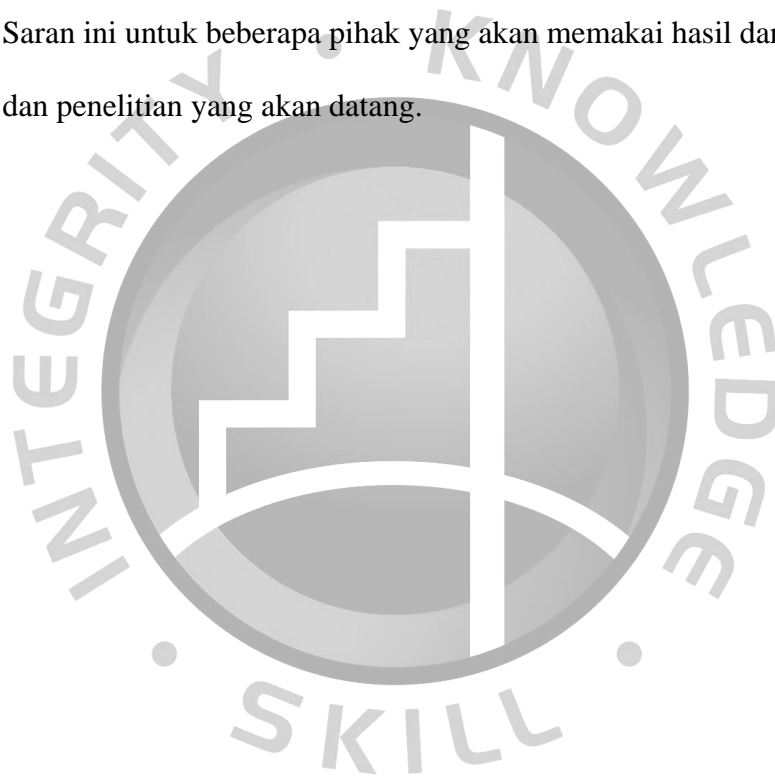 Saran ini untuk beberapa pihak yang akan memakai hasil dar
dan penelitian yang akan datang.
INTEGRITY • KNOWLEDGE • SKILL •